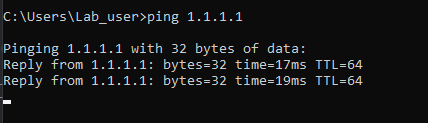 C:\Users\Lab_user>ping 1.1.1.1
Pinging 1.1.1.1 with 32 bytes of data:
Reply from 1.1.1.1: bytes=32 time=17ms TTL=64
Reply from 1.1.1.1: bytes=32 time=19ms TTL=64